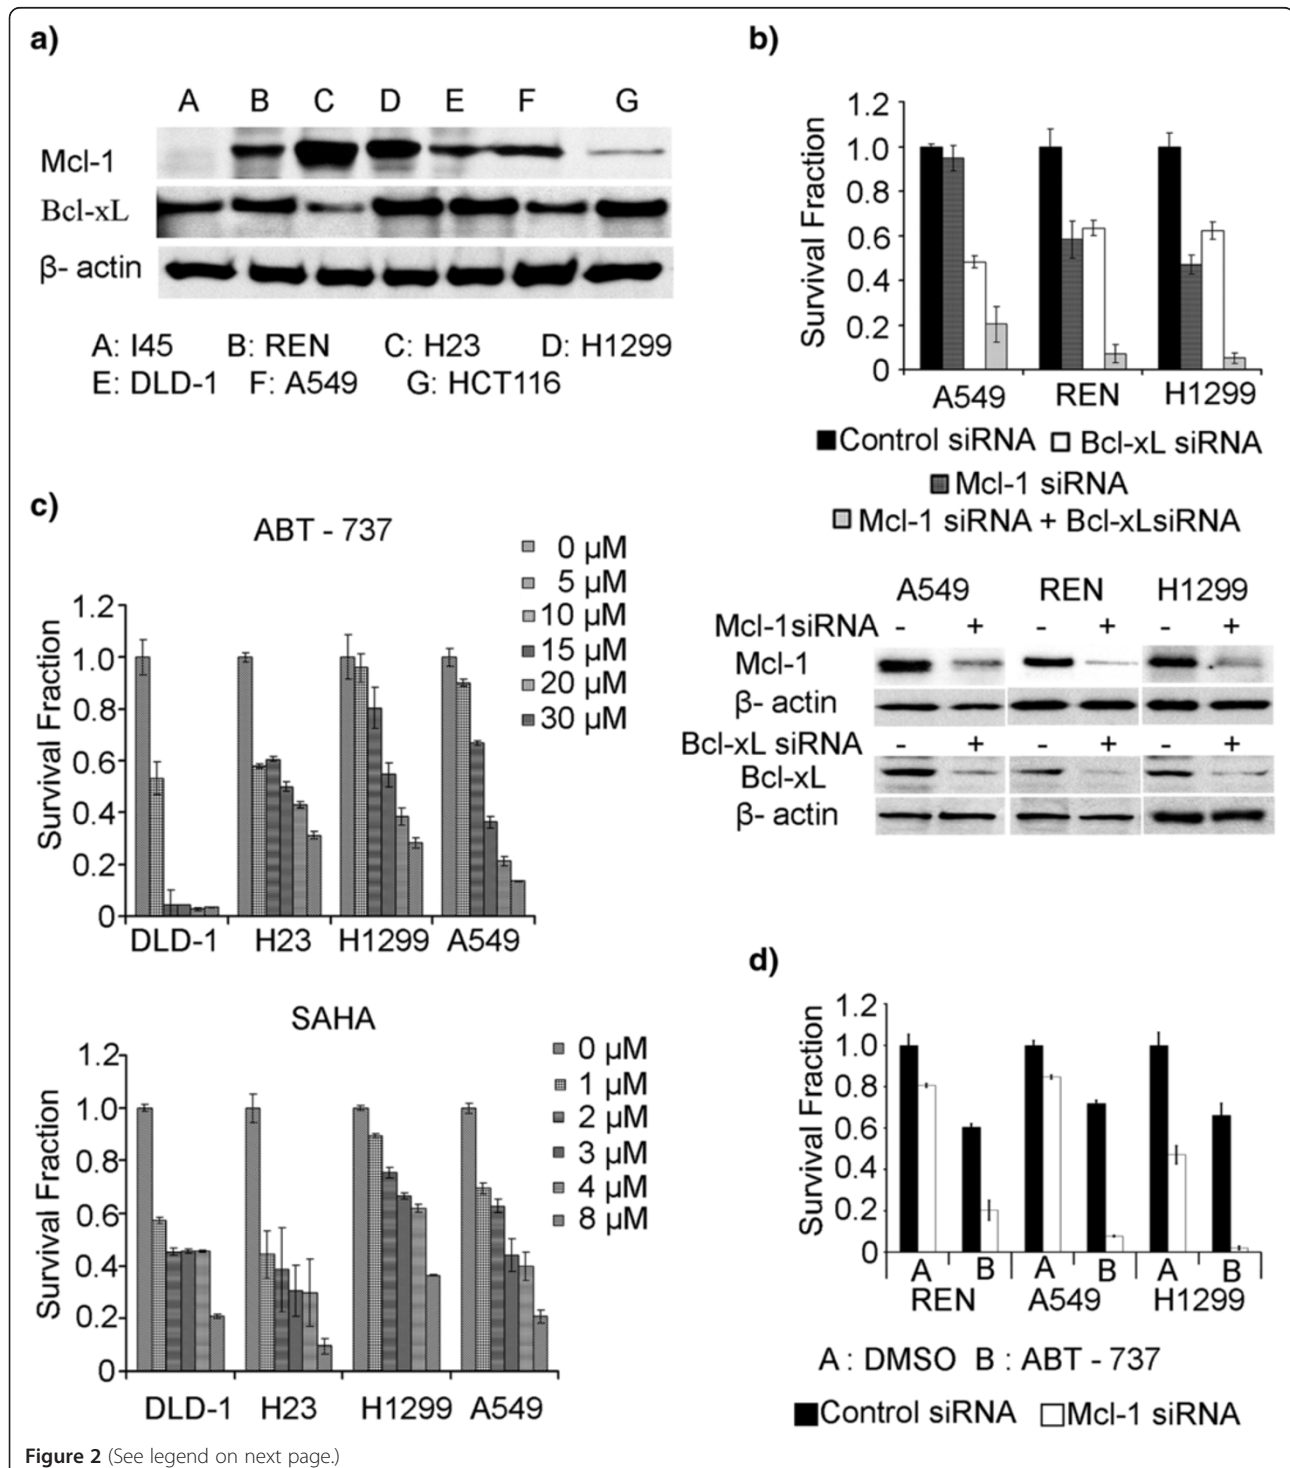 a)
A B C D E F G
Mcl-1
Bcl-xL
β- actin
A: I45 B: REN C: H23 D: H1299
E: DLD-1 F: A549 G: HCT116
b)
Survival Fraction
1.2
1.0
0.8
0.6
0.4
0.2
0
A549 REN H1299
Control siRNA Bcl-xL siRNA
Mcl-1 siRNA
Mcl-1 siRNA + Bcl-xLsiRNA
A549 REN H1299
Mcl-1siRNA - + - + - +
Mcl-1
β- actin
Bcl-xL siRNA - + - + - +
Bcl-xL
β- actin
c)
ABT - 737
0 µM
5 µM
10 µM
15 µM
20 µM
30 µM
Survival Fraction
1.2
1.0
0.8
0.6
0.4
0.2
0
DLD-1 H23 H1299 A549
SAHA
0 µM
1 µM
2 µM
3 µM
4 µM
8 µM
Survival Fraction
1.2
1.0
0.8
0.6
0.4
0.2
0
DLD-1 H23 H1299 A549
d)
Survival Fraction
1.2
1.0
0.8
0.6
0.4
0.2
0
A B A B A B
REN A549 H1299
A : DMSO B : ABT - 737
Control siRNA Mcl-1 siRNA
Figure 2 (See legend on next page.)